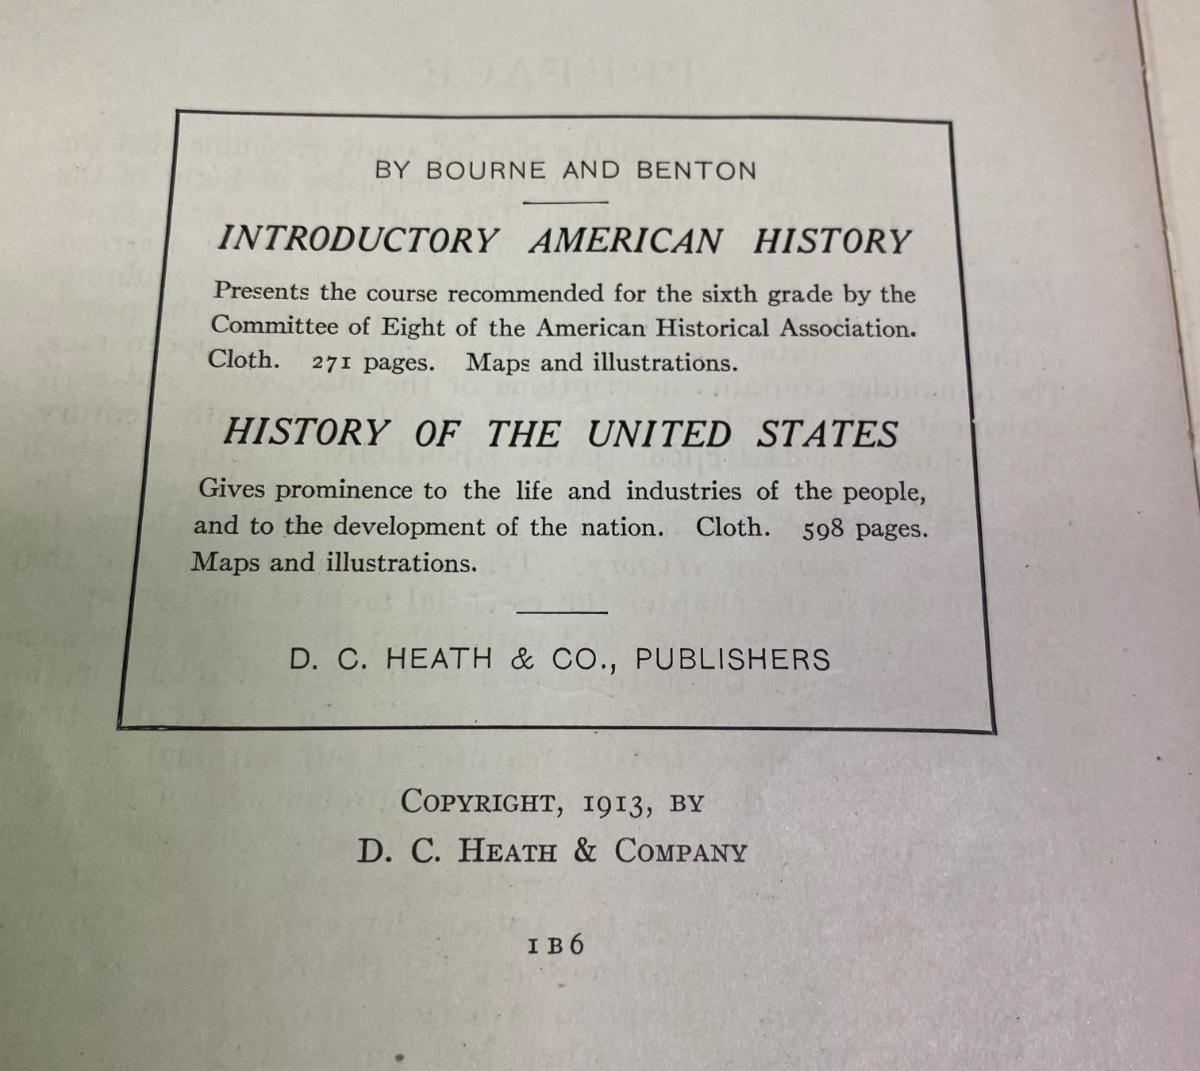 BY BOURNE AND BENTON
INTRODUCTORY AMERICAN HISTORY
Presents the course recommended for the sixth grade by the
Committee of Eight of the American Historical Association.
Cloth. 271 pages. Maps and illustrations.
HISTORY OF THE UNITED STATES
Gives prominence to the life and industries of the people,
and to the development of the nation. Cloth. 598 pages.
Maps and illustrations.
D. C. HEATH & CO., PUBLISHERS
COPYRIGHT, 1913, BY
D. C. HEATH & COMPANY
1 B 6